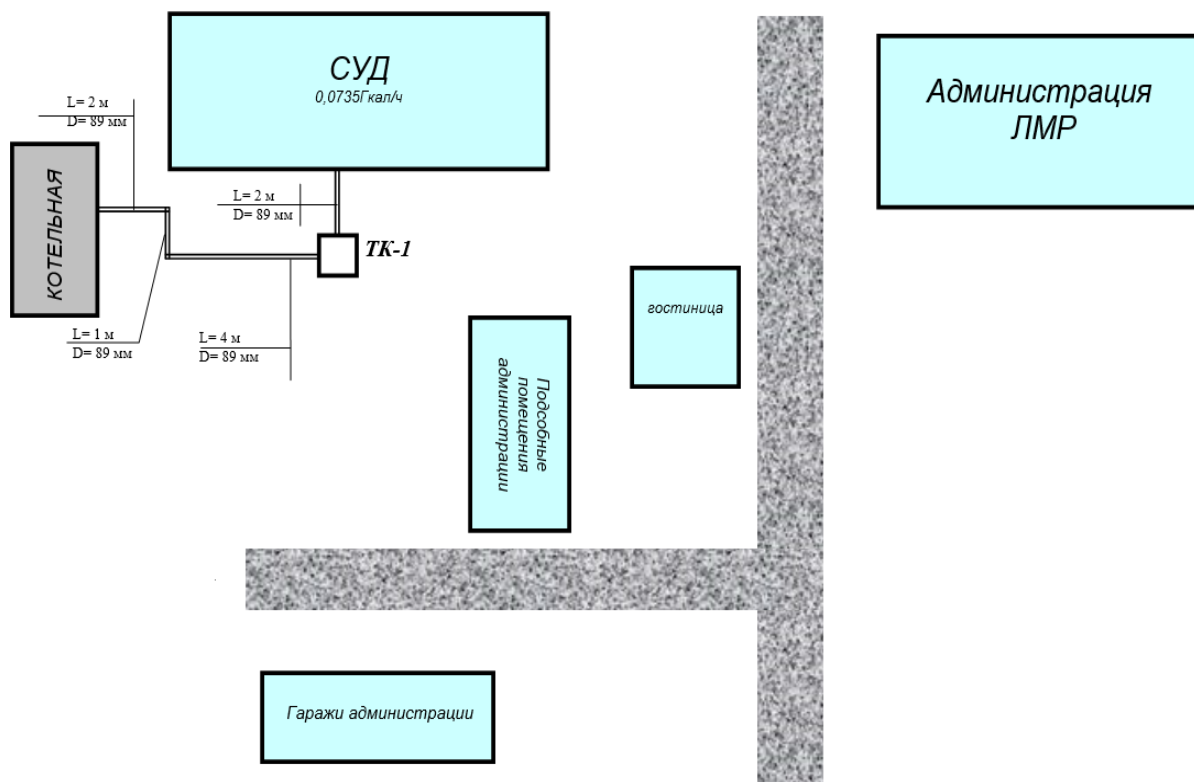 СУД
0,0735Гкал/ч
Администрация
ЛМР
L= 2 м
D= 89 мм
КОТЕЛЬНАЯ
L= 2 м
D= 89 мм
ТК-1
L= 1 м
D= 89 мм
L= 4 м
D= 89 мм
гостиница
Подсобные
помещения
администрации
Гаражи администрации